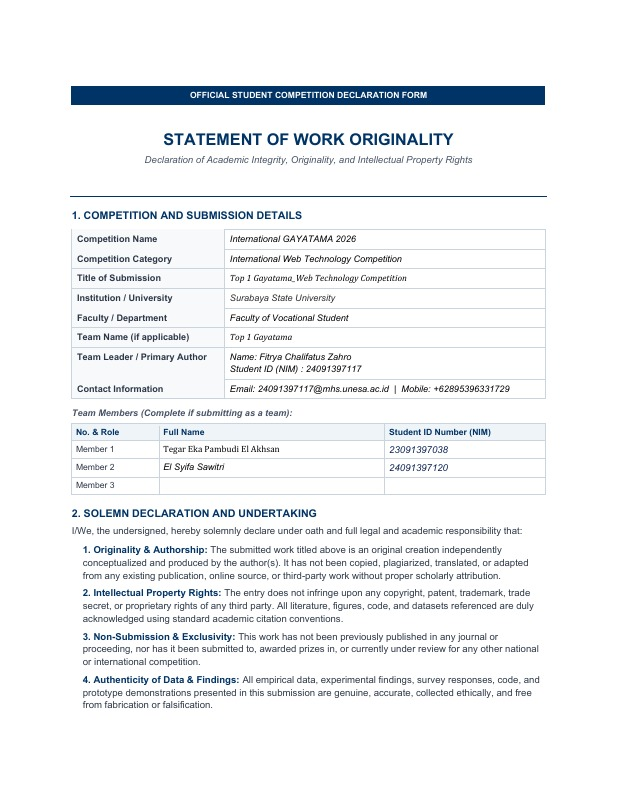 OFFICIAL STUDENT COMPETITION DECLARATION FORM
STATEMENT OF WORK ORIGINALITY
Declaration of Academic Integrity, Originality, and Intellectual Property Rights
1. COMPETITION AND SUBMISSION DETAILS
Competition Name International GAYATAMA 2026
Competition Category International Web Technology Competition
Title of Submission Top 1 Gayatama_Web Technology Competition
Institution / University Surabaya State University
Faculty / Department Faculty of Vocational Student
Team Name (if applicable) Top 1 Gayatama
Team Leader / Primary Author Name: Fitrya Chalifatus Zahro
Student ID (NIM) : 24091397117
Contact Information Email: 24091397117@mhs.unesa.ac.id | Mobile: +62895396331729
Team Members (Complete if submitting as a team):
No. & Role Full Name Student ID Number (NIM)
Member 1 Tegar Eka Pambudi El Akhsan 23091397038
Member 2 El Syifa Sawitri 24091397120
Member 3
2. SOLEMN DECLARATION AND UNDERTAKING
I/We, the undersigned, hereby solemnly declare under oath and full legal and academic responsibility that:
1. Originality & Authorship: The submitted work titled above is an original creation independently
conceptualized and produced by the author(s). It has not been copied, plagiarized, translated, or adapted
from any existing publication, online source, or third-party work without proper scholarly attribution.
2. Intellectual Property Rights: The entry does not infringe upon any copyright, patent, trademark, trade
secret, or proprietary rights of any third party. All literature, figures, code, and datasets referenced are duly
acknowledged using standard academic citation conventions.
3. Non-Submission & Exclusivity: This work has not been previously published in any journal or
proceeding, nor has it been submitted to, awarded prizes in, or currently under review for any other national
or international competition.
4. Authenticity of Data & Findings: All empirical data, experimental findings, survey responses, code, and
prototype demonstrations presented in this submission are genuine, accurate, collected ethically, and free
from fabrication or falsification.